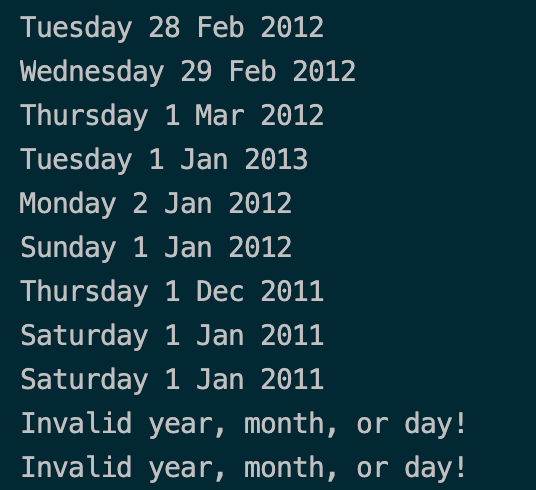 Tuesday 28 Feb 2012
Wednesday 29 Feb 2012
Thursday 1 Mar 2012
Tuesday 1 Jan 2013
Monday 2 Jan 2012
Sunday 1 Jan 2012
Thursday 1 Dec 2011
Saturday 1 Jan 2011
Saturday 1 Jan 2011
Invalid year, month, or day!
Invalid year, month, or day!